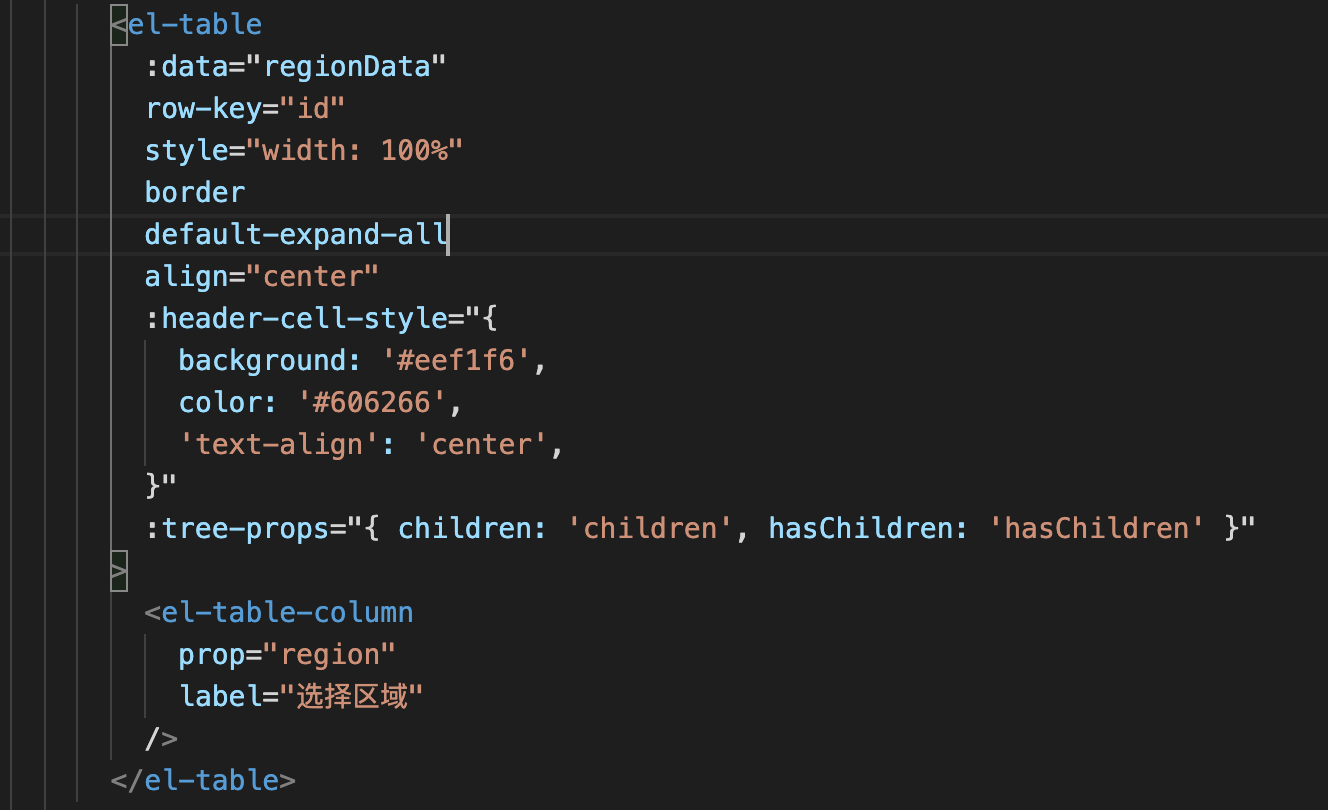 <el-table
:data="regionData"
row-key="id"
style="width: 100%"
border
default-expand-all
align="center"
:header-cell-style="{
background: '#eef1f6',
color: '#606266',
'text-align': 'center',
}"
:tree-props="{ children: 'children', hasChildren: 'hasChildren' }"
>
<el-table-column
prop="region"
label="选择区域"
/>
</el-table>